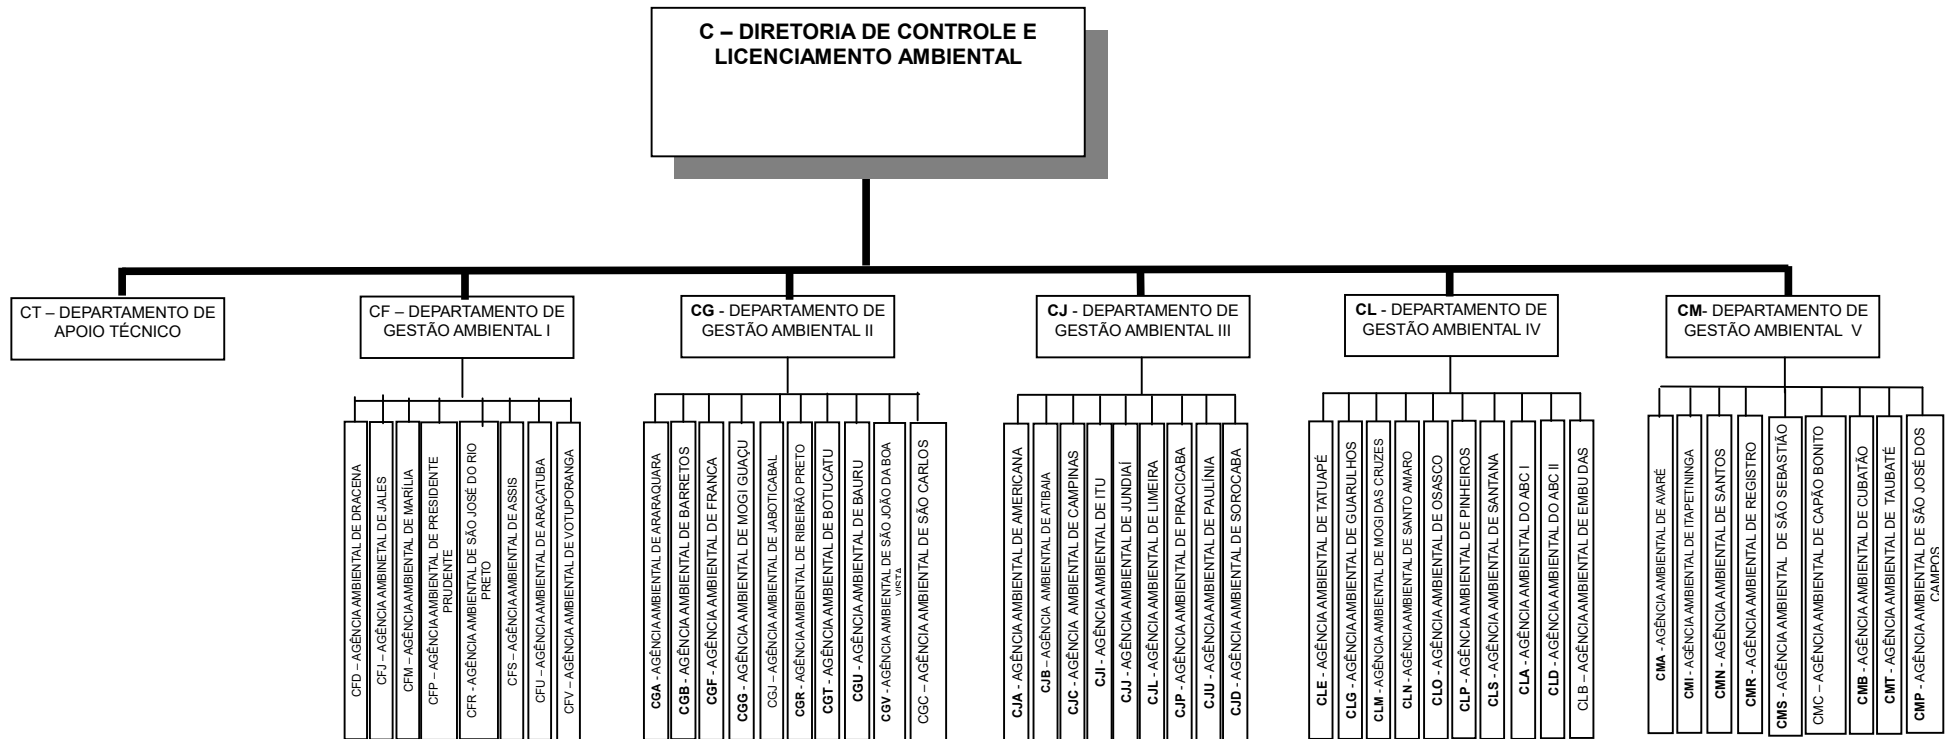 C – DIRETORIA DE CONTROLE E
LICENCIAMENTO AMBIENTAL
CT – DEPARTAMENTO DE
APOIO TÉCNICO
CF – DEPARTAMENTO DE
GESTÃO AMBIENTAL I
CG - DEPARTAMENTO DE
GESTÃO AMBIENTAL II
CJ - DEPARTAMENTO DE
GESTÃO AMBIENTAL III
CL - DEPARTAMENTO DE
GESTÃO AMBIENTAL IV
CM- DEPARTAMENTO DE
GESTÃO AMBIENTAL V
CFD – AGÊNCIA AMBIENTAL DE DRACENA
CFJ – AGÊNCIA AMBINETAL DE JALES
CFM – AGÊNCIA AMBIENTAL DE MARÍLIA
CFP – AGÊNCIA AMBIENTAL DE PRESIDENTE
PRUDENTE
CFR - AGÊNCIA AMBIENTAL DE SÃO JOSÉ DO RIO
PRETO
CFS – AGÊNCIA AMBIENTAL DE ASSIS
CFU – AGÊNCIA AMBIENTAL DE ARAÇATUBA
CFV – AGÊNCIA AMBIENTAL DE VOTUPORANGA
CGA - AGÊNCIA AMBIENTAL DE ARARAQUARA
CGB - AGÊNCIA AMBIENTAL DE BARRETOS
CGF - AGÊNCIA AMBIENTAL DE FRANCA
CGG - AGÊNCIA AMBIENTAL DE MOGI GUAÇU
CGJ – AGÊNCIA AMBIENTAL DE JABOTICABAL
CGR - AGÊNCIA AMBIENTAL DE RIBEIRÃO PRETO
CGT - AGÊNCIA AMBIENTAL DE BOTUCATU
CGU - AGÊNCIA AMBIENTAL DE BAURU
CGV - AGÊNCIA AMBIENTAL DE SÃO JOÃO DA BOA
VISTA
CGC – AGÊNCIA AMBIENTAL DE SÃO CARLOS
CJA - AGÊNCIA AMBIENTAL DE AMERICANA
CJB – AGÊNCIA AMBIENTAL DE ATIBAIA
CJC - AGÊNCIA AMBIENTAL DE CAMPINAS
CJI - AGÊNCIA AMBIENTAL DE ITU
CJJ - AGÊNCIA AMBIENTAL DE JUNDIAÍ
CJL - AGÊNCIA AMBIENTAL DE LIMEIRA
CJP - AGÊNCIA AMBIENTAL DE PIRACICABA
CJU - AGÊNCIA AMBIENTAL DE PAULÍNIA
CJD - AGÊNCIA AMBIENTAL DE SOROCABA
CLE - AGÊNCIA AMBIENTAL DE TATUAPÉ
CLG - AGÊNCIA AMBIENTAL DE GUARULHOS
CLM - AGÊNCIA AMBIENTAL DE MOGI DAS CRUZES
CLN - AGÊNCIA AMBIENTAL DE SANTO AMARO
CLO - AGÊNCIA AMBIENTAL DE OSASCO
CLP - AGÊNCIA AMBIENTAL DE PINHEIROS
CLS - AGÊNCIA AMBIENTAL DE SANTANA
CLA - AGÊNCIA AMBIENTAL DO ABC I
CLD - AGÊNCIA AMBIENTAL DO ABC II
CLB – AGÊNCIA AMBIENTAL DE EMBU DAS
CMA - AGÊNCIA AMBIENTAL DE AVARÉ
CMI - AGÊNCIA AMBIENTAL DE ITAPETININGA
CMN - AGÊNCIA AMBIENTAL DE SANTOS
CMR - AGÊNCIA AMBIENTAL DE REGISTRO
CMS - AGÊNCIA AMBIENTAL DE SÃO SEBASTIÃO
CMC – AGÊNCIA AMBIENTAL DE CAPÃO BONITO
CMB - AGÊNCIA AMBIENTAL DE CUBATÃO
CMT - AGÊNCIA AMBIENTAL DE TAUBATÉ
CMP - AGÊNCIA AMBIENTAL DE SÃO JOSÉ DOS
CAMPOS